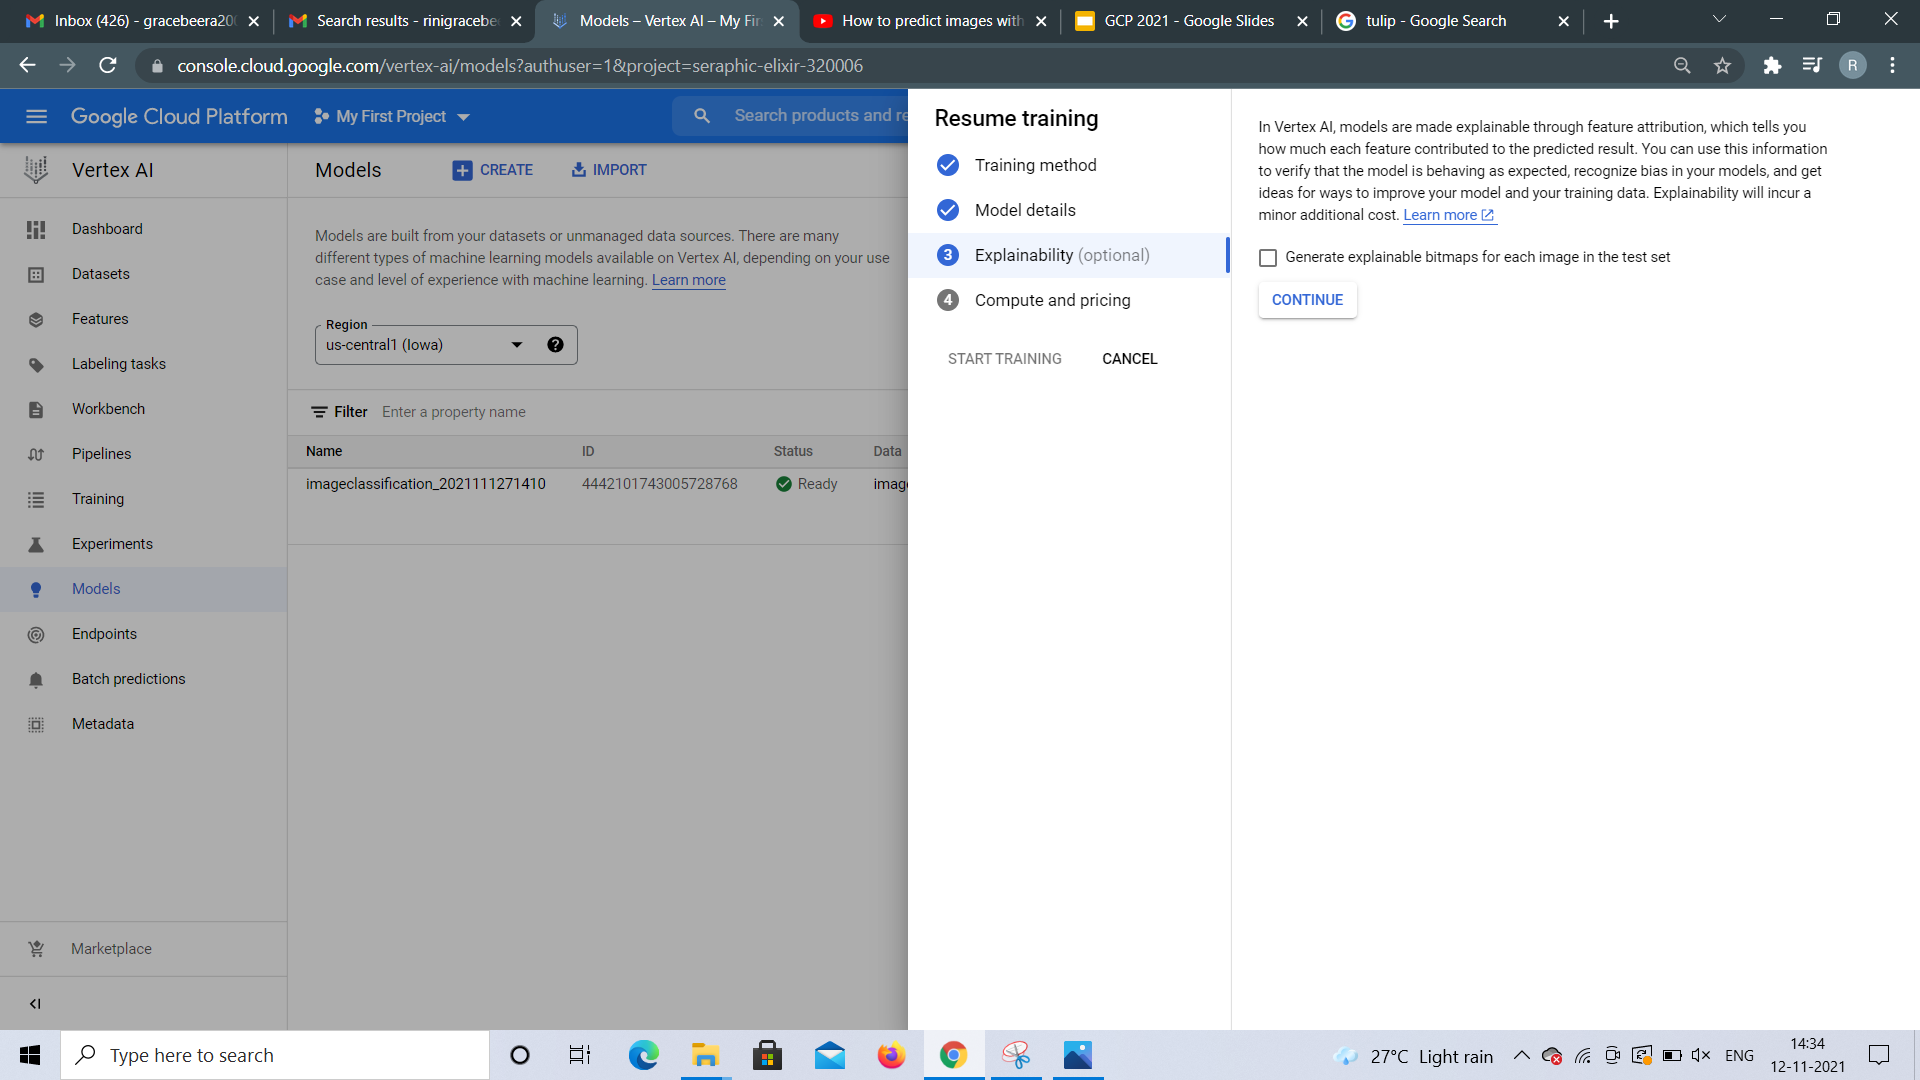 Inbox (426) - gracebeera20
Search results - rinigracebe
Models – Vertex AI – My Fi
How to predict images with
GCP 2021 - Google Slides
tulip - Google Search
console.cloud.google.com/vertex-ai/models?authuser=1&project=seraphic-elixir-320006
R
Google Cloud Platform
My First Project
Search products and re
Vertex AI
Dashboard
Datasets
Features
Labeling tasks
Workbench
Pipelines
Training
Experiments
Models
Endpoints
Batch predictions
Metadata
Marketplace
Models
CREATE
IMPORT
Models are built from your datasets or unmanaged data sources. There are many
different types of machine learning models available on Vertex AI, depending on your use
case and level of experience with machine learning. Learn more
Region
us-central1 (Iowa)
Filter Enter a property name
Name ID Status Data
imageclassification_2021111271410 4442101743005728768 Ready imag
Resume training
Training method
Model details
3 Explainability (optional)
4 Compute and pricing
START TRAINING CANCEL
In Vertex AI, models are made explainable through feature attribution, which tells you
how much each feature contributed to the predicted result. You can use this information
to verify that the model is behaving as expected, recognize bias in your models, and get
ideas for ways to improve your model and your training data. Explainability will incur a
minor additional cost. Learn more
Generate explainable bitmaps for each image in the test set
CONTINUE
Type here to search
27°C Light rain
ENG
14:34
12-11-2021